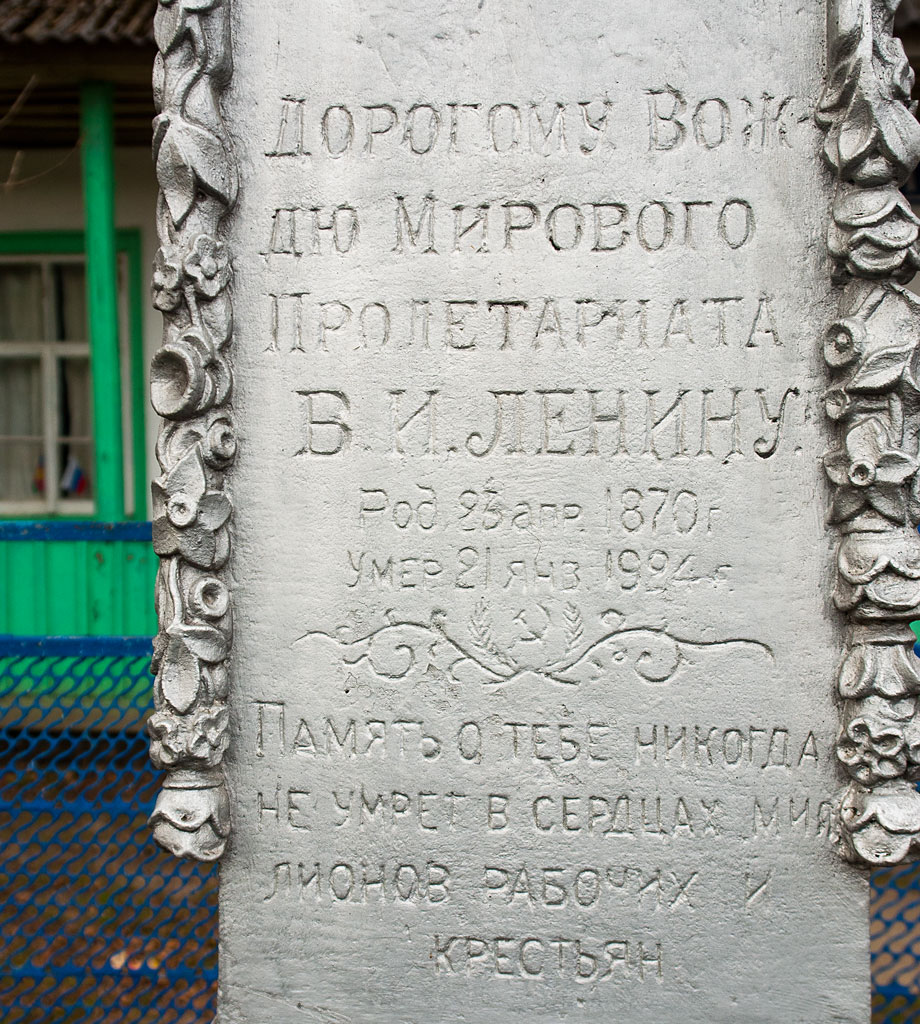 Дорогому Вож-
дю Мирового
Пролетариата
В. И. Ленину.
Род. 23 апр. 1870 г.
Умер 21 янв. 1924 г.
Память о тебе никогда
не умрет в сердцах мил
лионов рабочих и
крестьян